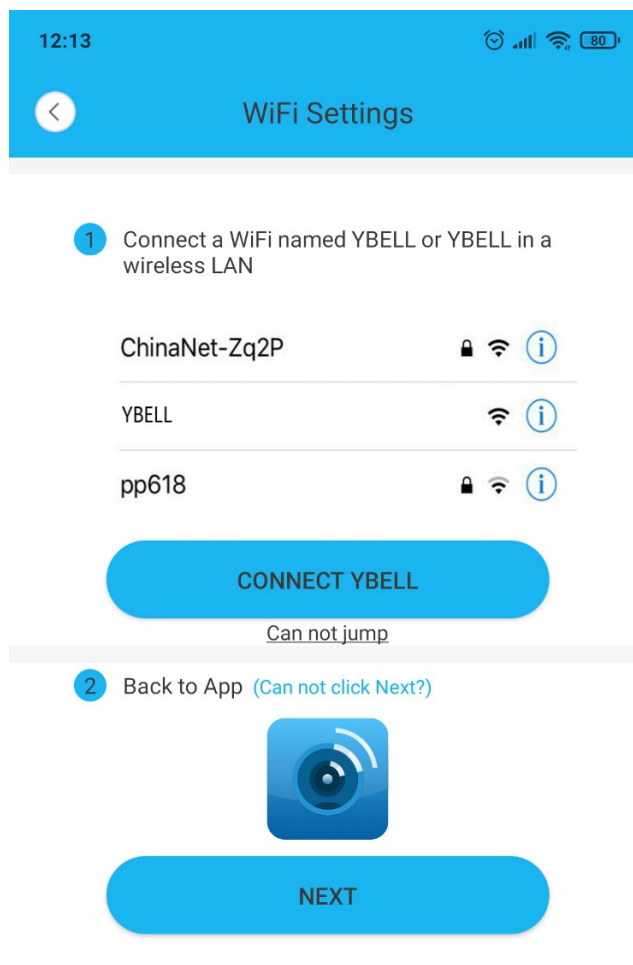 12:13
80
WiFi Settings
1 Connect a WiFi named YBELL or YBELL in a
wireless LAN
ChinaNet-Zq2P
YBELL
pp618
CONNECT YBELL
Can not jump
2 Back to App (Can not click Next?)
NEXT